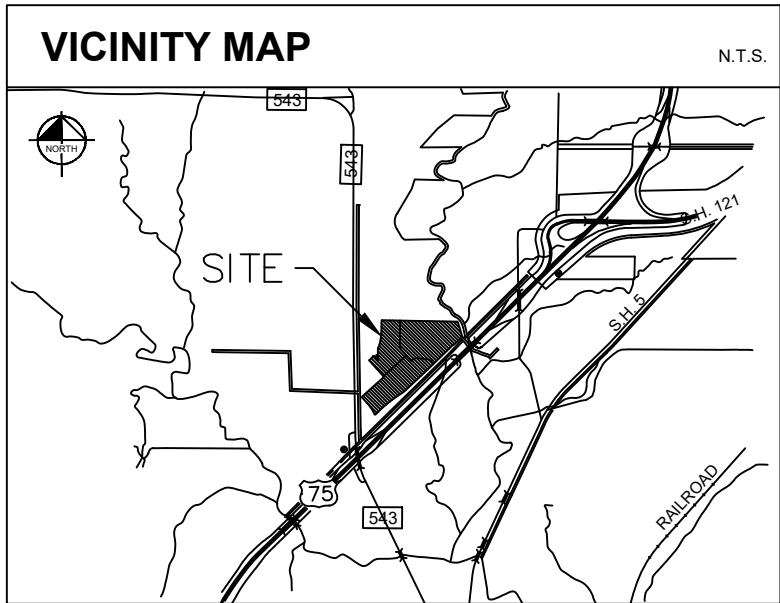 VICINITY MAP
N.T.S.
543
543
NORTH
S.H. 121
SITE
S.H. 5
75
543
RAILROAD